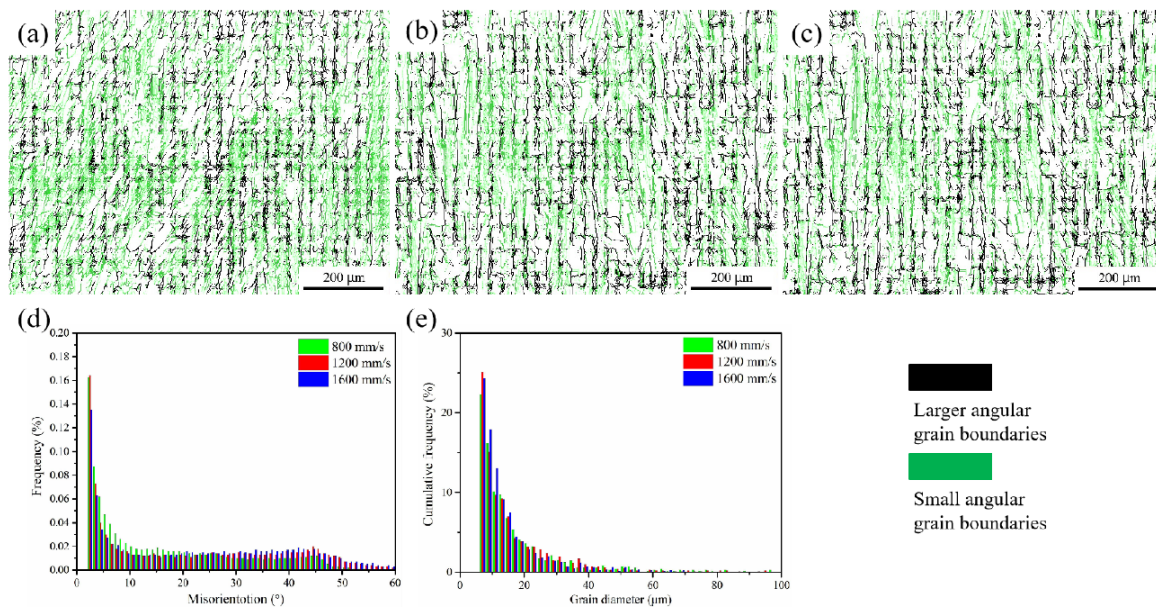 (a)
(b)
(c)
200 µm
200 µm
200 µm
(d)
(e)
0.20
0.18
0.16
0.14
0.12
0.10
0.08
0.06
0.04
0.02
0.00
Frequency (%)
800 mm/s
1200 mm/s
1600 mm/s
0 10 20 30 40 50 60
Misorientotion (°)
30
20
10
0
Cumulative frequency (%)
800 mm/s
1200 mm/s
1600 mm/s
0 20 40 60 80 100
Grain diameter (µm)
Larger angular
grain boundaries
Small angular
grain boundaries